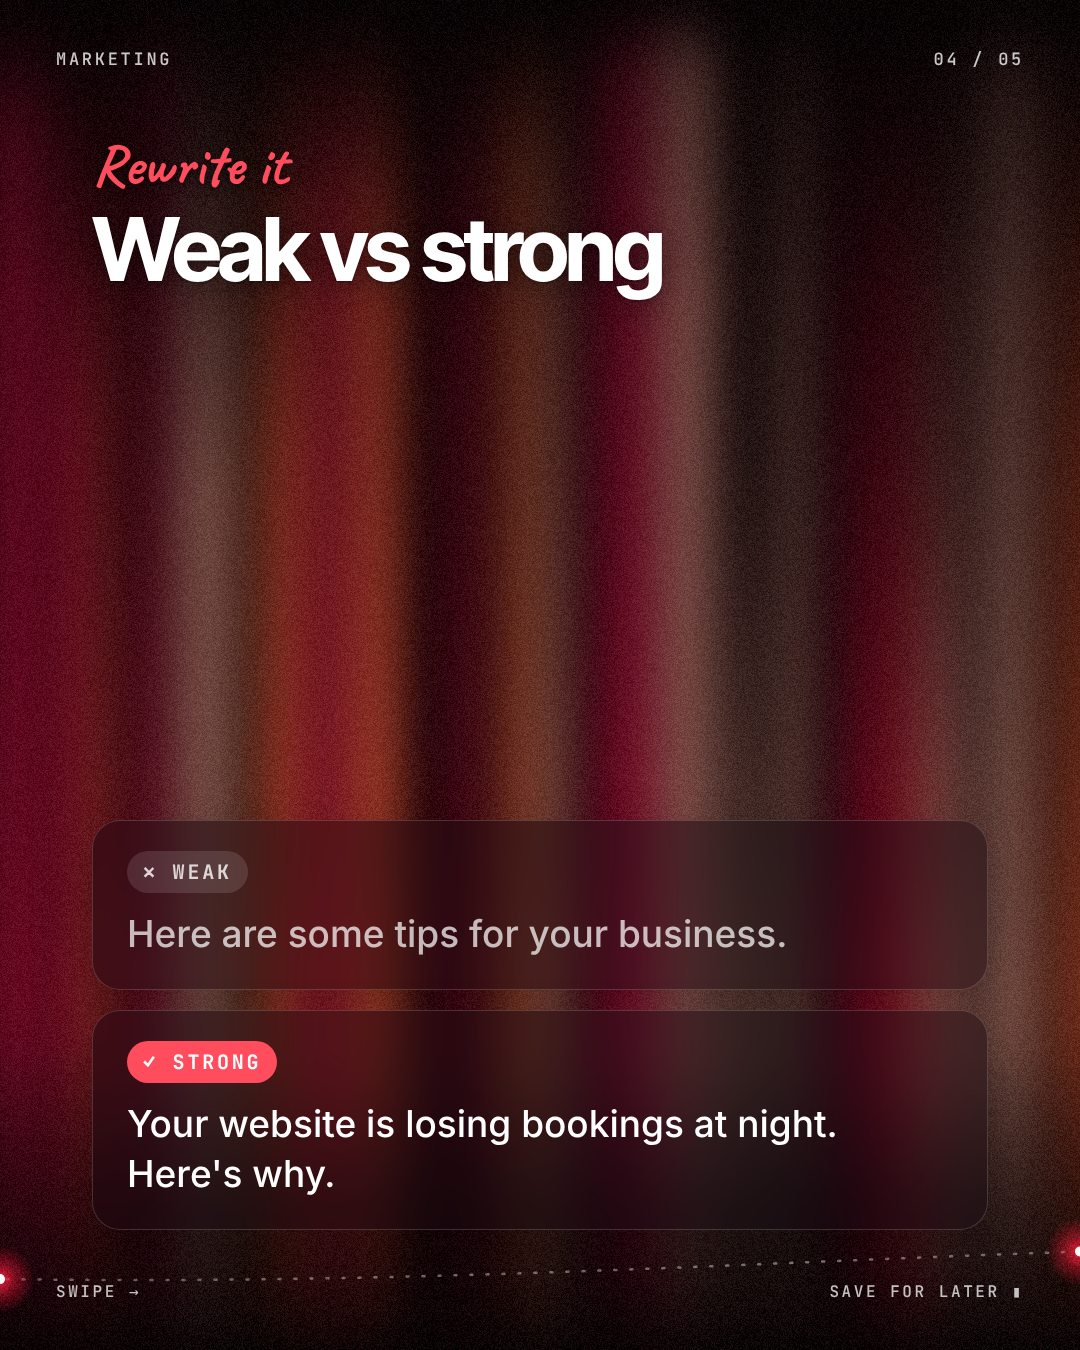 MARKETING
04 / 05
Rewrite it
Weak vs strong
× WEAK
Here are some tips for your business.
✓ STRONG
Your website is losing bookings at night.
Here's why.
SWIPE →
SAVE FOR LATER ▮